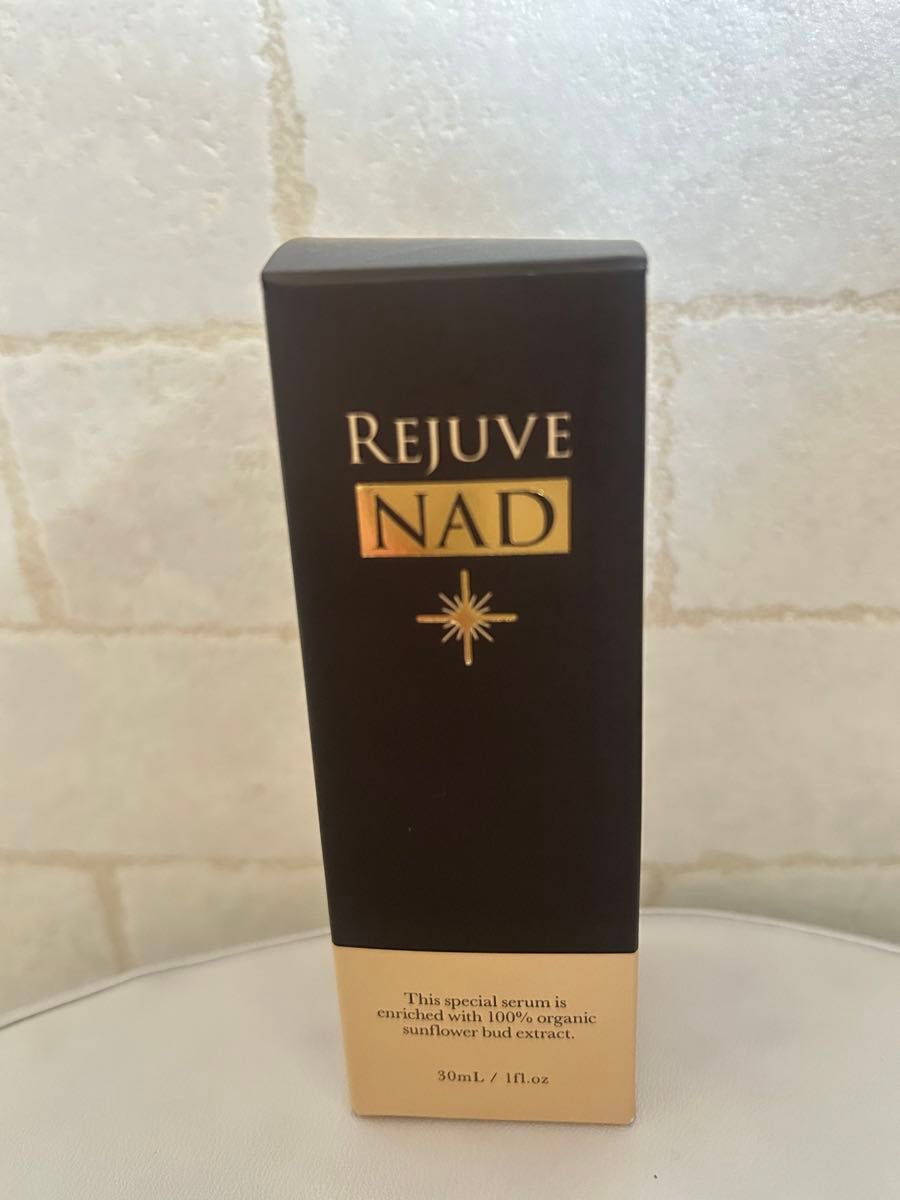 REJUVE
NAD
This special serum is
enriched with 100% organic
sunflower bud extract.
30mL / 1fl.oz